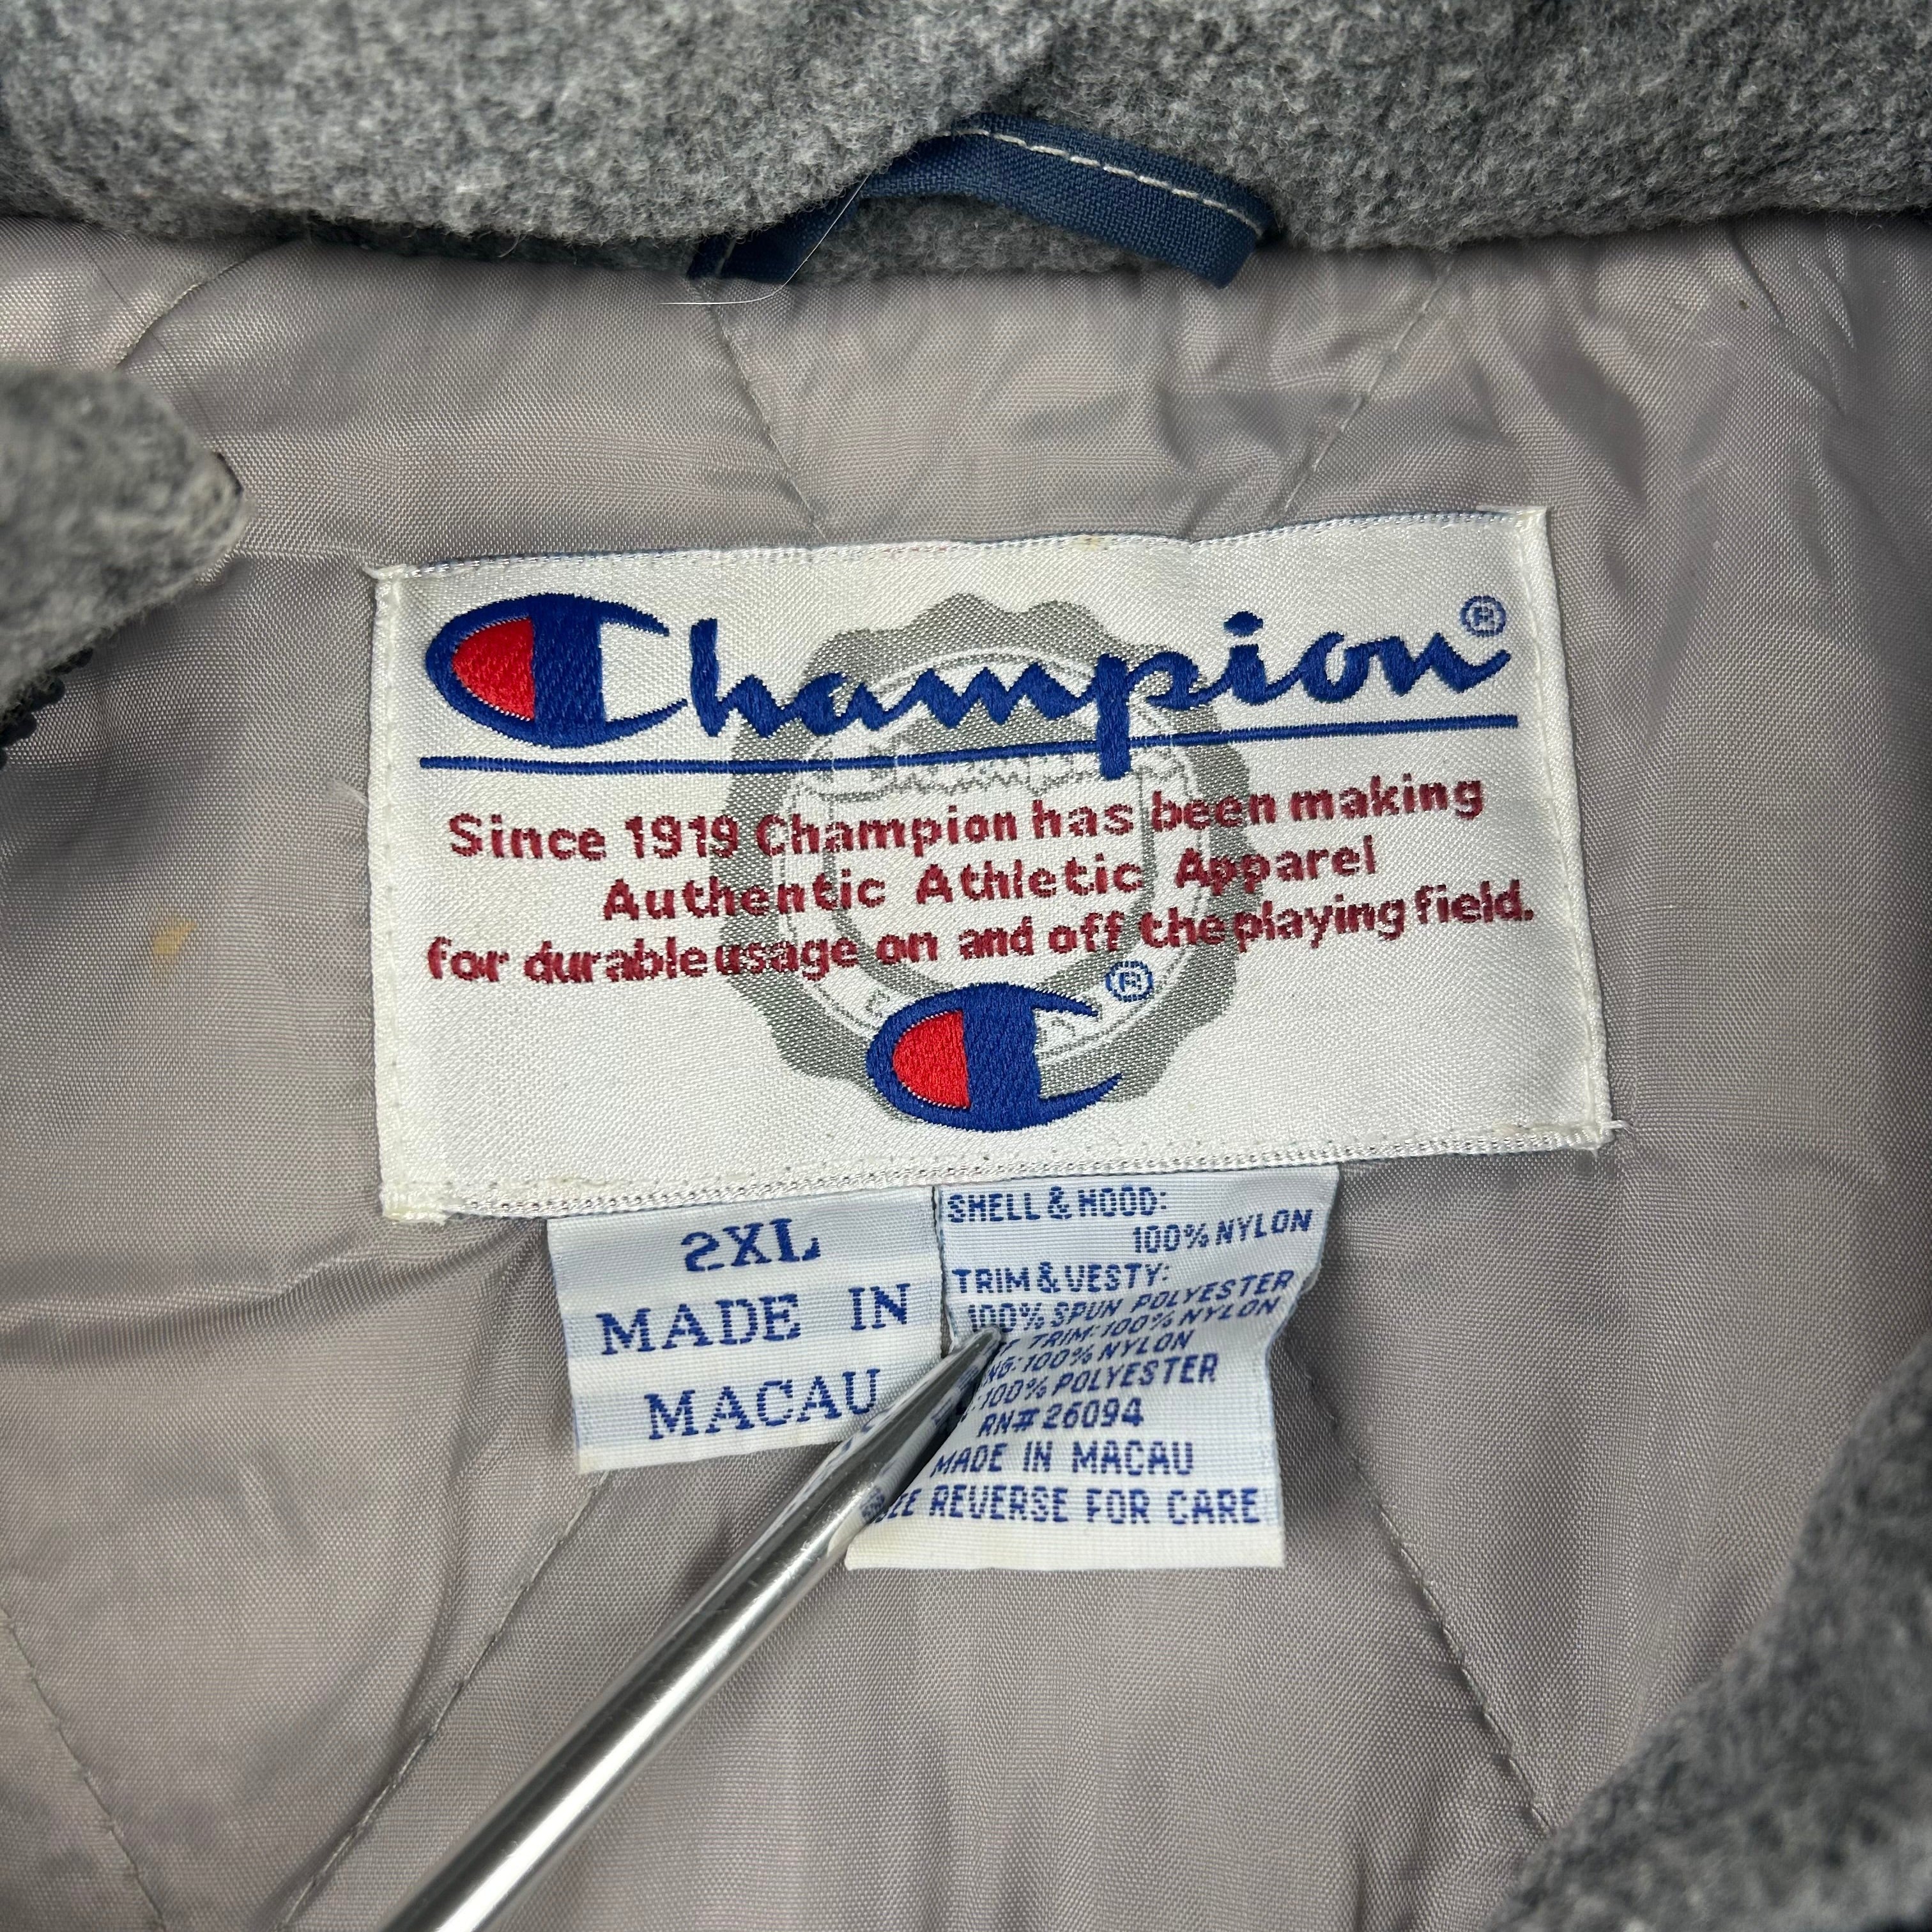 Champion®
Since 1919 Champion has been making
Authentic Athletic Apparel
for durable usage on and off the playing field.
®
2XL
MADE IN
MACAU
SHELL & HOOD:
100% NYLON
TRIM & VESTY:
100% SPUN POLYESTER
TRIM: 100% NYLON
100% NYLON
:100% POLYESTER
RN# 26094
MADE IN MACAU
SEE REVERSE FOR CARE